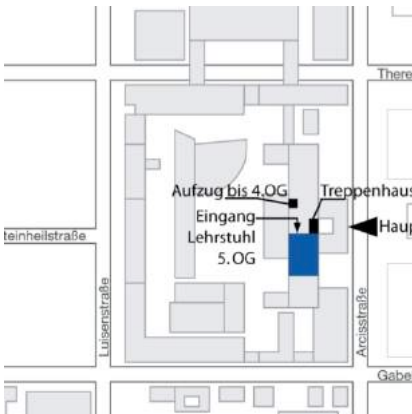 There
Aufzug bis 4.OG
Treppenhaus
Eingang
Lehrstuhl
5.OG
Haup
teinheilstraße
Luisenstraße
Arcisstraße
Gabe